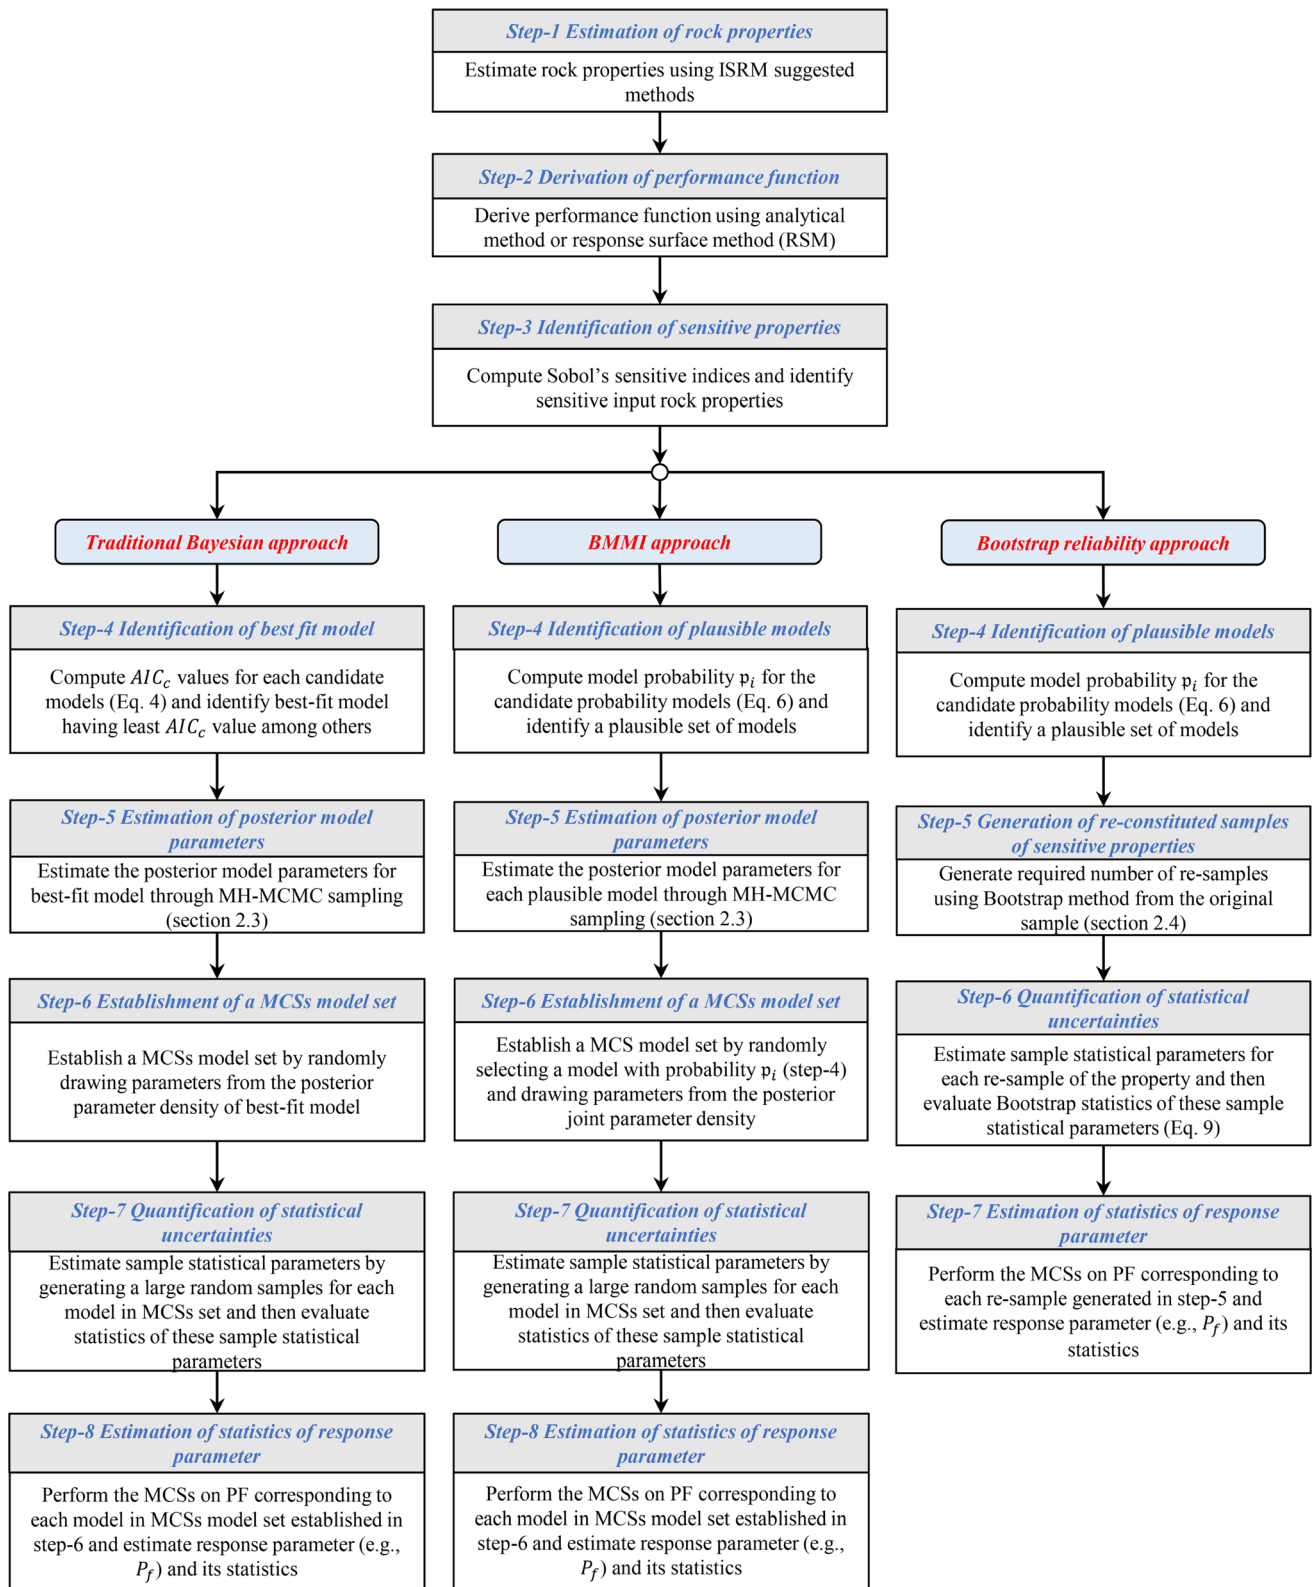 Step-1 Estimation of rock properties
Estimate rock properties using ISRM suggested
methods
Step-2 Derivation of performance function
Derive performance function using analytical
method or response surface method (RSM)
Step-3 Identification of sensitive properties
Compute Sobol's sensitive indices and identify
sensitive input rock properties
Traditional Bayesian approach
Step-4 Identification of best fit model
Compute AIC_c values for each candidate
models (Eq. 4) and identify best-fit model
having least AIC_c value among others
Step-5 Estimation of posterior model
parameters
Estimate the posterior model parameters for
best-fit model through MH-MCMC sampling
(section 2.3)
Step-6 Establishment of a MCSs model set
Establish a MCSs model set by randomly
drawing parameters from the posterior
parameter density of best-fit model
Step-7 Quantification of statistical
uncertainties
Estimate sample statistical parameters by
generating a large random samples for each
model in MCSs set and then evaluate
statistics of these sample statistical
parameters
Step-8 Estimation of statistics of response
parameter
Perform the MCSs on PF corresponding to
each model in MCSs model set established in
step-6 and estimate response parameter (e.g.,
P_f) and its statistics
BMMI approach
Step-4 Identification of plausible models
Compute model probability 𝔭_i for the
candidate probability models (Eq. 6) and
identify a plausible set of models
Step-5 Estimation of posterior model
parameters
Estimate the posterior model parameters for
each plausible model through MH-MCMC
sampling (section 2.3)
Step-6 Establishment of a MCSs model set
Establish a MCS model set by randomly
selecting a model with probability 𝔭_i (step-4)
and drawing parameters from the posterior
joint parameter density
Step-7 Quantification of statistical
uncertainties
Estimate sample statistical parameters by
generating a large random samples for each
model in MCSs set and then evaluate
statistics of these sample statistical
parameters
Step-8 Estimation of statistics of response
parameter
Perform the MCSs on PF corresponding to
each model in MCSs model set established in
step-6 and estimate response parameter (e.g.,
P_f) and its statistics
Bootstrap reliability approach
Step-4 Identification of plausible models
Compute model probability 𝔭_i for the
candidate probability models (Eq. 6) and
identify a plausible set of models
Step-5 Generation of re-constituted samples
of sensitive properties
Generate required number of re-samples
using Bootstrap method from the original
sample (section 2.4)
Step-6 Quantification of statistical
uncertainties
Estimate sample statistical parameters for
each re-sample of the property and then
evaluate Bootstrap statistics of these sample
statistical parameters (Eq. 9)
Step-7 Estimation of statistics of response
parameter
Perform the MCSs on PF corresponding to
each re-sample generated in step-5 and
estimate response parameter (e.g., P_f) and its
statistics